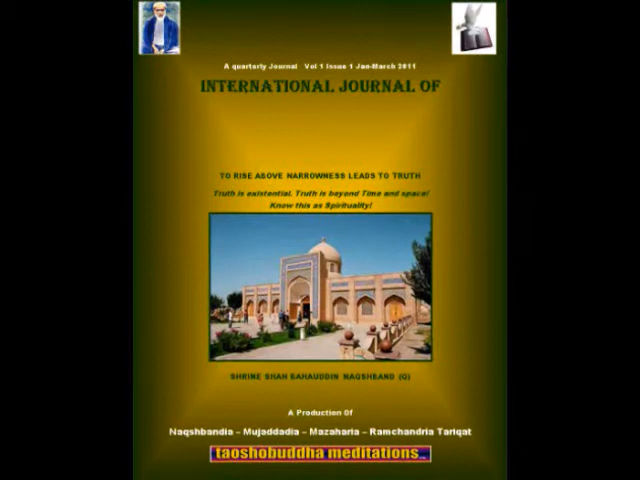 A quarterly Journal Vol 1 Issue 1 Jan-March 2011
INTERNATIONAL JOURNAL OF
TO RISE ABOVE NARROWNESS LEADS TO TRUTH
Truth is existential. Truth is beyond Time and space!
Know this as Spirituality!
SHRINE SHAH BAHAUDDIN NAQSHBAND (Q)
A Production Of
Naqshbandia – Mujaddadia – Mazaharia – Ramchandria Tariqat
taoshobuddha meditations...